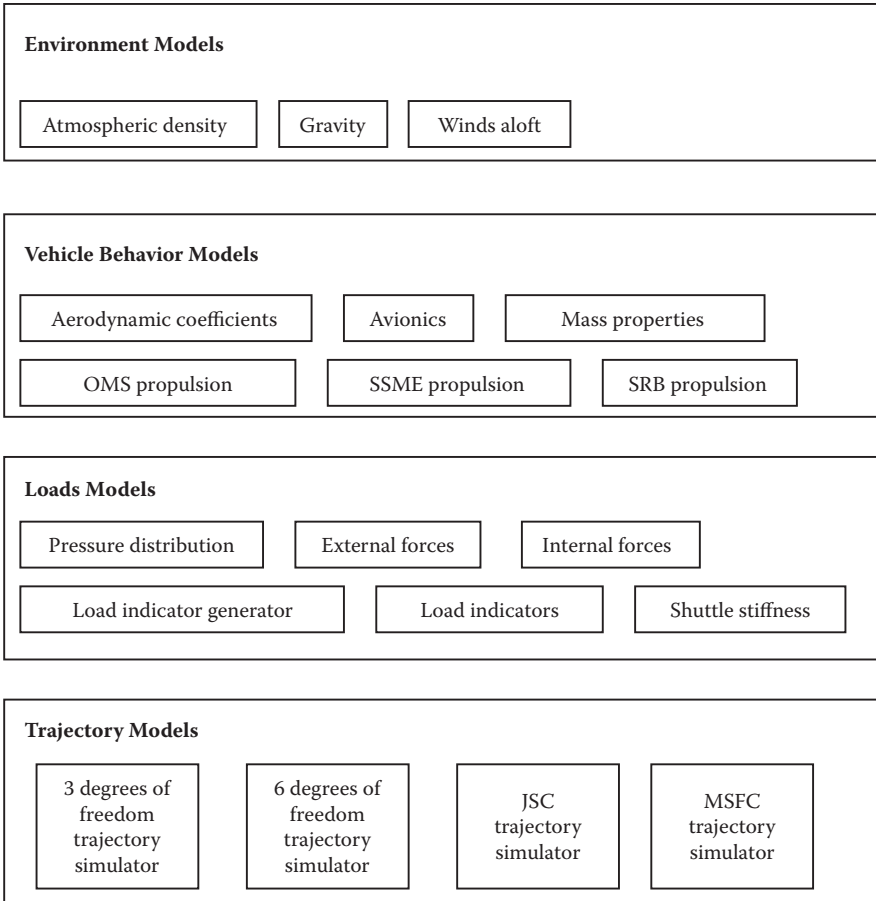 Environment Models
Atmospheric density
Gravity
Winds aloft
Vehicle Behavior Models
Aerodynamic coefficients
Avionics
Mass properties
OMS propulsion
SSME propulsion
SRB propulsion
Loads Models
Pressure distribution
External forces
Internal forces
Load indicator generator
Load indicators
Shuttle stiffness
Trajectory Models
3 degrees of
freedom
trajectory
simulator
6 degrees of
freedom
trajectory
simulator
JSC
trajectory
simulator
MSFC
trajectory
simulator